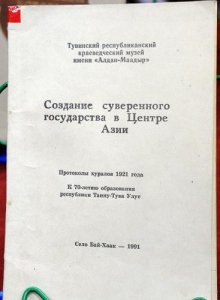 Тувинский республиканский
краеведческий музей
имени «Алдан-Маадыр»
Создание суверенного
государства в Центре
Азии
Протоколы хуралов 1921 года
К 70-летию образования
республики Танну-Тува Улус
Село Бай-Хаак — 1991